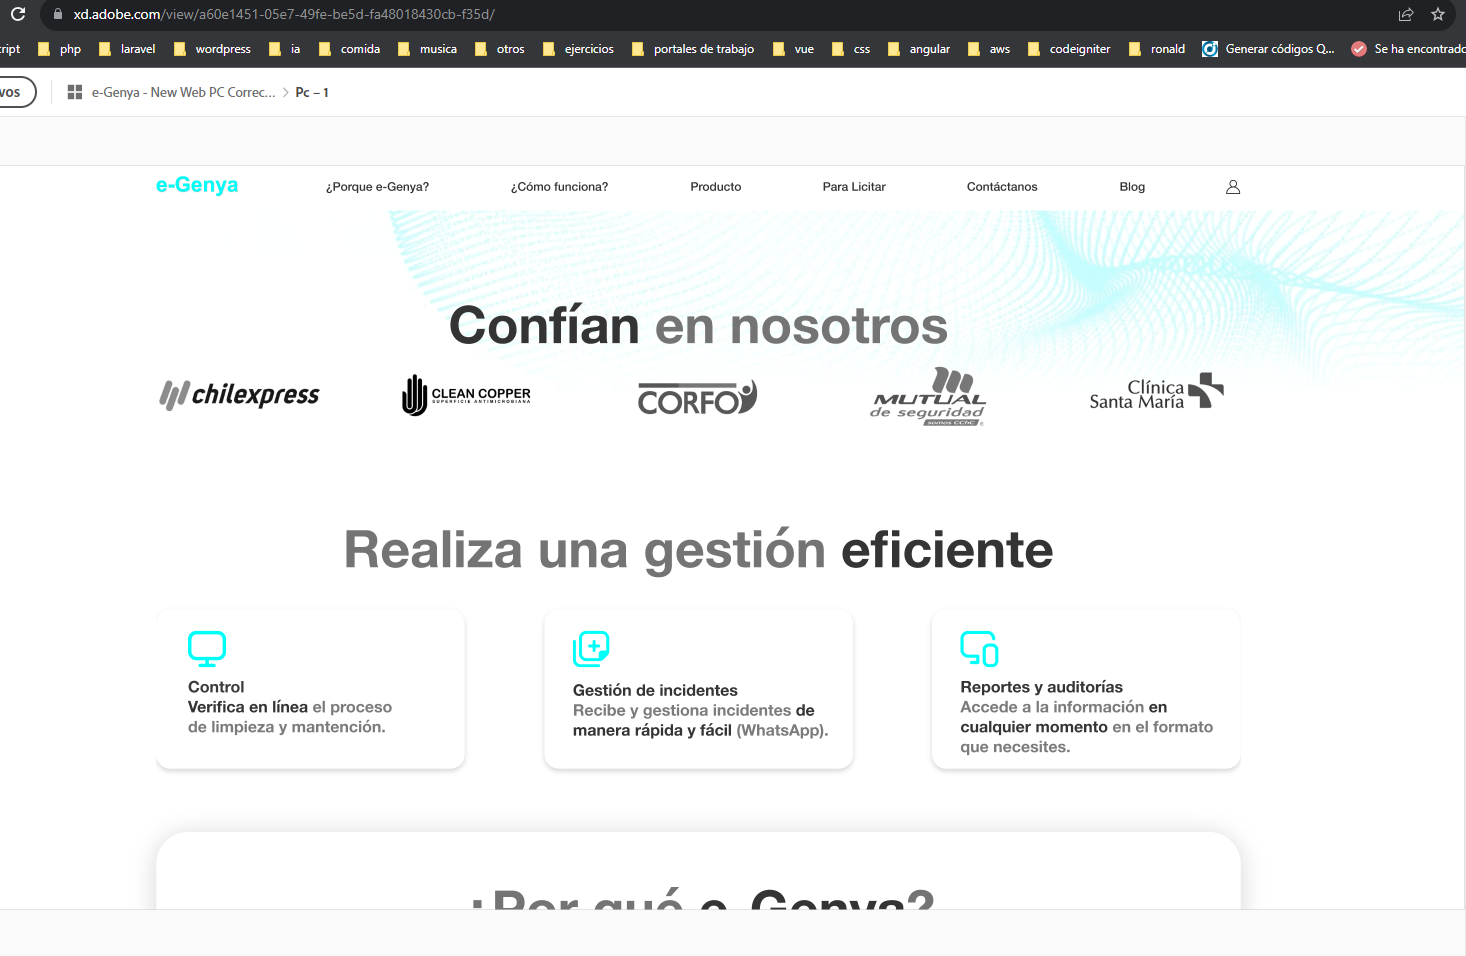 xd.adobe.com/view/a60e1451-05e7-49fe-be5d-fa48018430cb-f35d/
ript php laravel wordpress ia comida musica otros ejercicios portales de trabajo vue css angular aws codeigniter ronald Generar códigos Q... Se ha encontrado
vos e-Genya - New Web PC Correc... > Pc – 1
e-Genya ¿Porque e-Genya? ¿Cómo funciona? Producto Para Licitar Contáctanos Blog
Confían en nosotros
chilexpress
CLEAN COPPER
SUPERFICIE ANTIMICROBIANA
CORFO
MUTUAL
de seguridad
somos CChC
Clínica
Santa María
Realiza una gestión eficiente
Control
Verifica en línea el proceso
de limpieza y mantención.
Gestión de incidentes
Recibe y gestiona incidentes de
manera rápida y fácil (WhatsApp).
Reportes y auditorías
Accede a la información en
cualquier momento en el formato
que necesites.
¿Por qué e-Genya?